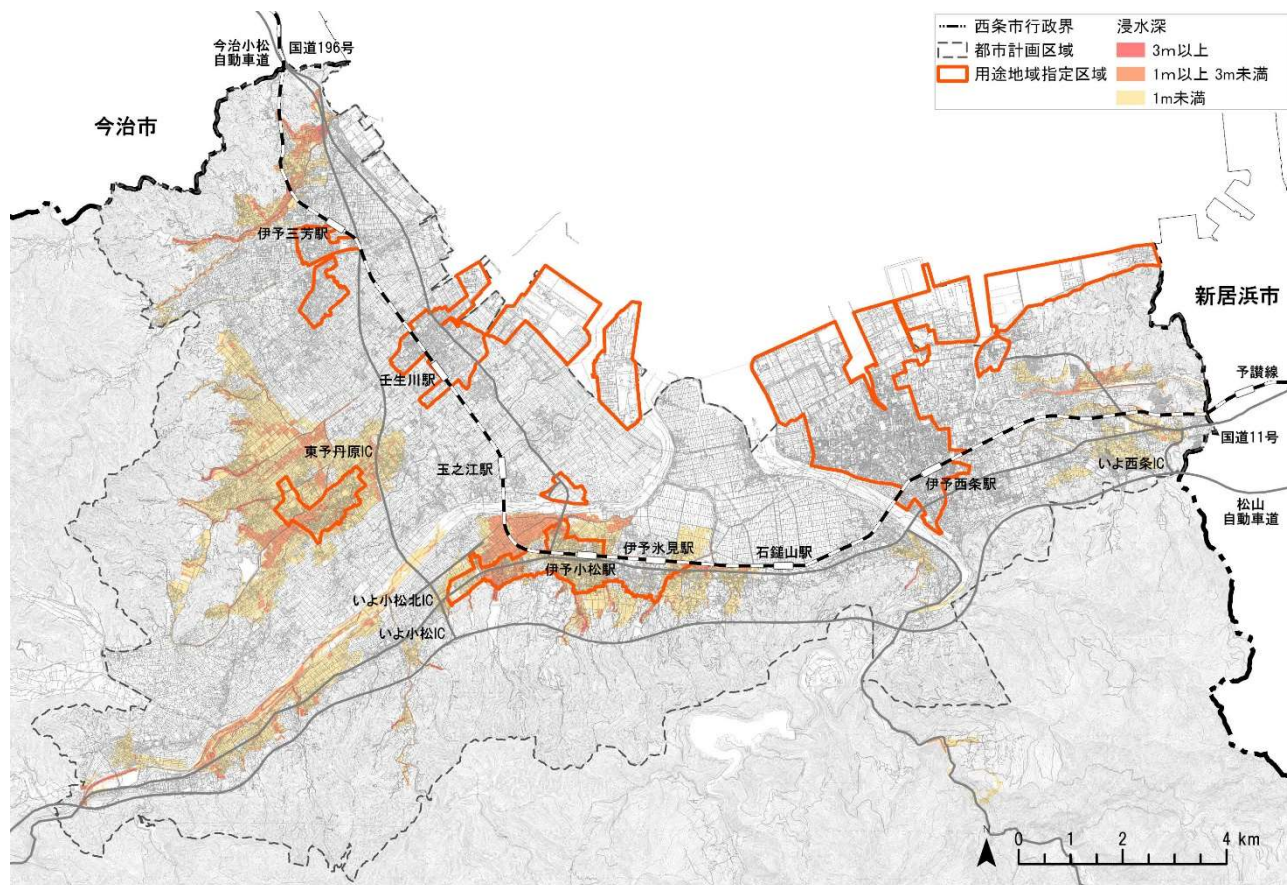 西条市行政界
都市計画区域
用途地域指定区域
浸水深
3m以上
1m以上 3m未満
1m未満
今治小松
自動車道
国道196号
今治市
伊予三芳駅
新居浜市
壬生川駅
予讃線
国道11号
東予丹原IC
玉之江駅
いよ西条IC
伊予西条駅
松山
自動車道
伊予氷見駅
石鎚山駅
伊予小松駅
いよ小松北IC
いよ小松IC
0 1 2 4 km